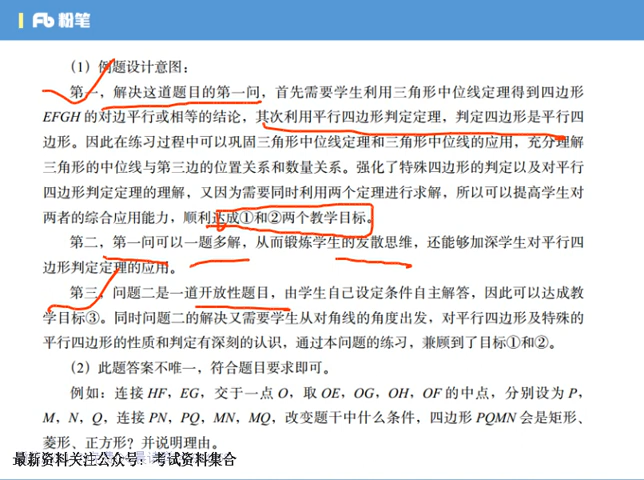 粉笔
（1）例题设计意图：
第一，解决这道题目的第一问，首先需要学生利用三角形中位线定理得到四边形
EFGH 的对边平行或相等的结论，其次利用平行四边形判定定理，判定四边形是平行四
边形。因此在练习过程中可以巩固三角形中位线定理和三角形中位线的应用，充分理解
三角形的中位线与第三边的位置关系和数量关系。强化了特殊四边形的判定以及对平行
四边形判定定理的理解，又因为需要同时利用两个定理进行求解，所以可以提高学生对
两者的综合应用能力，顺利达成①和②两个教学目标。
第二，第一问可以一题多解，从而锻炼学生的发散思维，还能够加深学生对平行四
边形判定定理的应用。
第三，问题二是一道开放性题目，由学生自己设定条件自主解答，因此可以达成教
学目标③。同时问题二的解决又需要学生从对角线的角度出发，对平行四边形及特殊的
平行四边形的性质和判定有深刻的认识，通过本问题的练习，兼顾到了目标①和②。
（2）此题答案不唯一，符合题目要求即可。
例如：连接 HF，EG，交于一点 O，取 OE，OG，OH，OF 的中点，分别设为 P，
M，N，Q，连接 PN，PQ，MN，MQ，改变题干中什么条件，四边形 PQMN 会是矩形、
菱形、正方形？并说明理由。
最新资料关注公众号：考试资料集合